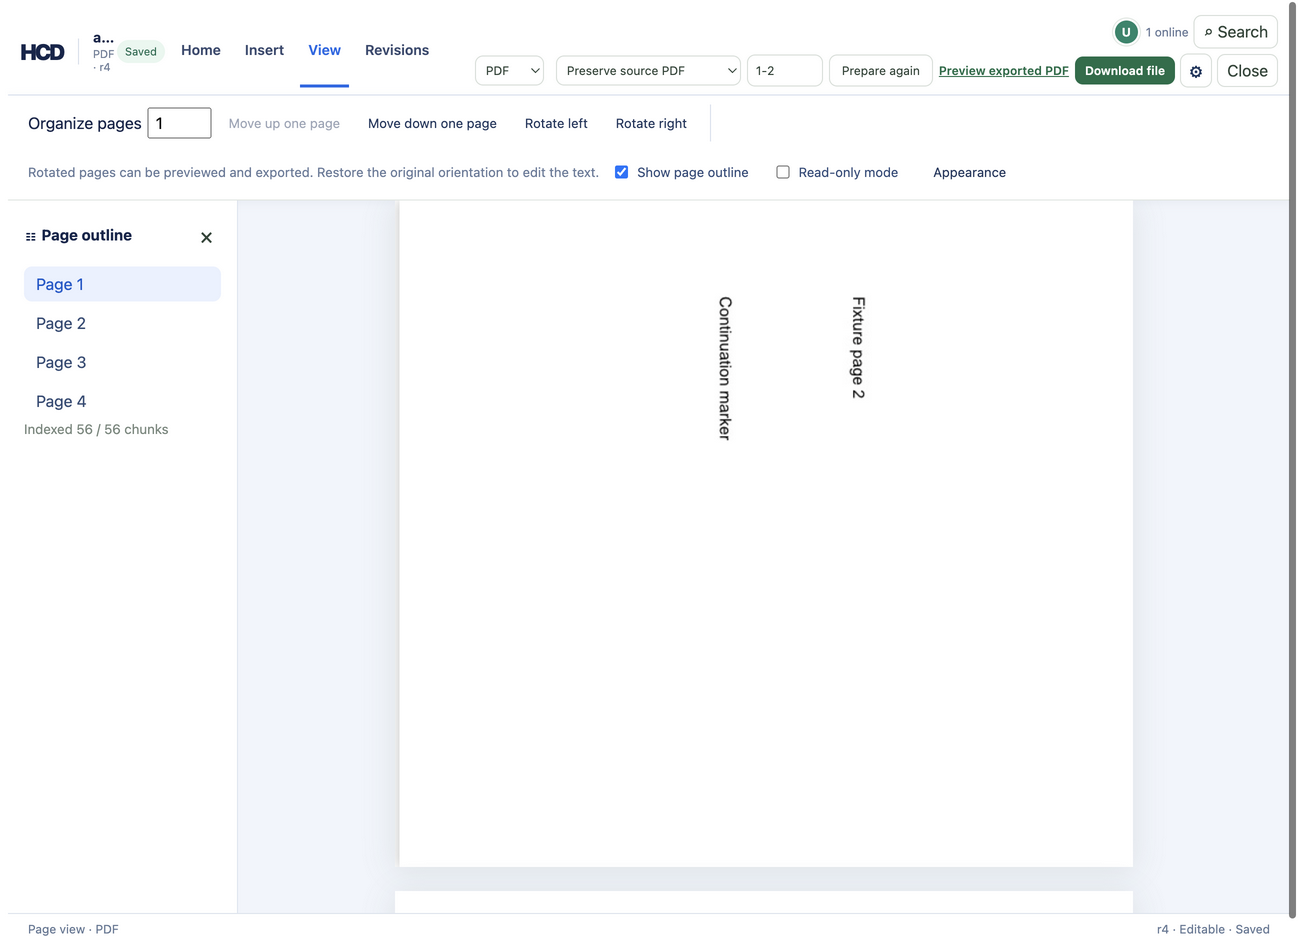 HCD
a...
PDF
· r4
Saved
Home
Insert
View
Revisions
U
1 online
Search
PDF
Preserve source PDF
1-2
Prepare again
Preview exported PDF
Download file
Close
Organize pages
1
Move up one page
Move down one page
Rotate left
Rotate right
Rotated pages can be previewed and exported. Restore the original orientation to edit the text.
Show page outline
Read-only mode
Appearance
Page outline
Page 1
Page 2
Page 3
Page 4
Indexed 56 / 56 chunks
Fixture page 2
Continuation marker
Page view · PDF
r4 · Editable · Saved